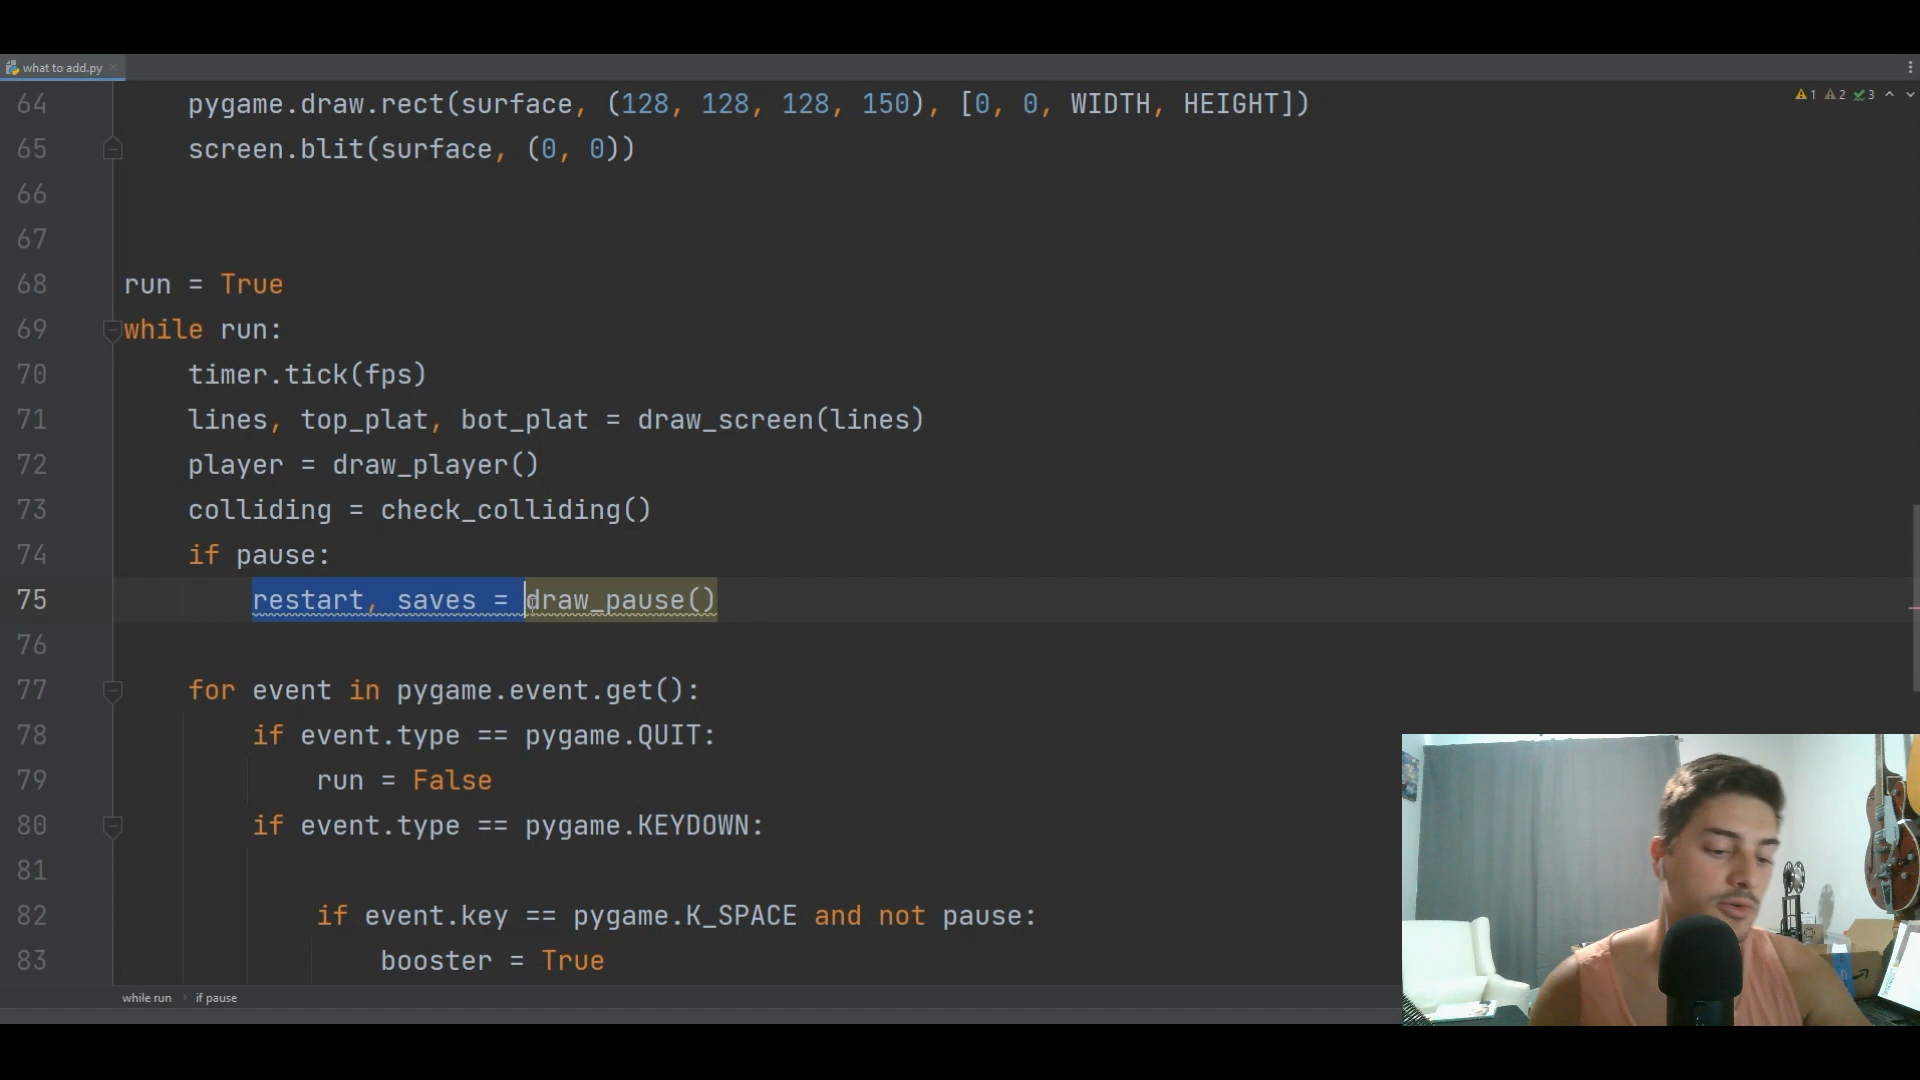 what to add.py
1 2 3
64 pygame.draw.rect(surface, (128, 128, 128, 150), [0, 0, WIDTH, HEIGHT])
65 screen.blit(surface, (0, 0))
66
67
68 run = True
69 while run:
70 timer.tick(fps)
71 lines, top_plat, bot_plat = draw_screen(lines)
72 player = draw_player()
73 colliding = check_colliding()
74 if pause:
75 restart, saves = draw_pause()
76
77 for event in pygame.event.get():
78 if event.type == pygame.QUIT:
79 run = False
80 if event.type == pygame.KEYDOWN:
81
82 if event.key == pygame.K_SPACE and not pause:
83 booster = True
while run › if pause